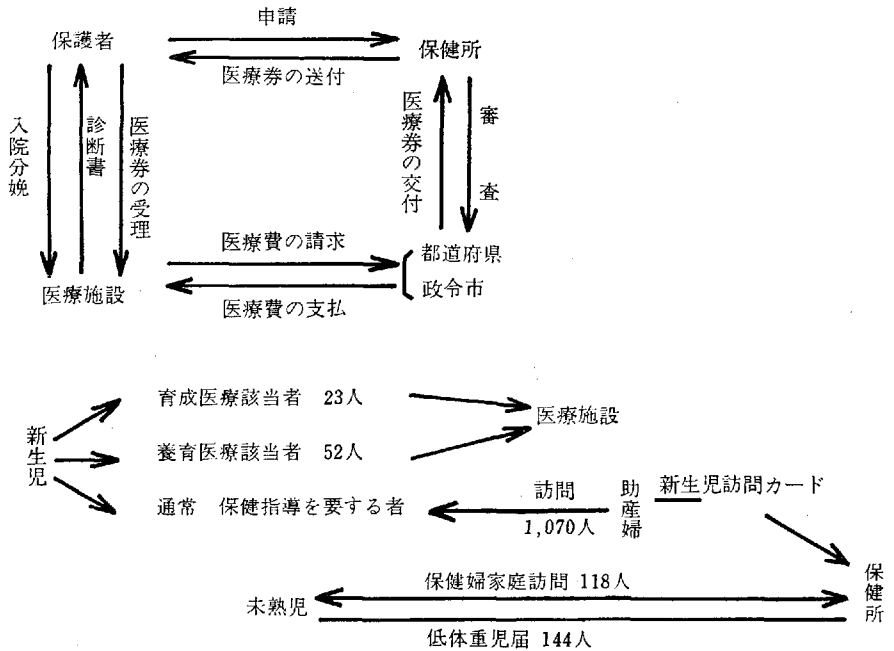 申請
保護者
保健所
医療券の送付
入院分娩
診断書
医療券の受理
医療券の交付
審査
医療費の請求
都道府県
政令市
医療施設
医療費の支払
育成医療該当者 23人
医療施設
新生児
養育医療該当者 52人
通常 保健指導を要する者
訪問
1,070人
助産婦
新生児訪問カード
保健所
保健婦家庭訪問 118人
未熟児
低体重児届 144人